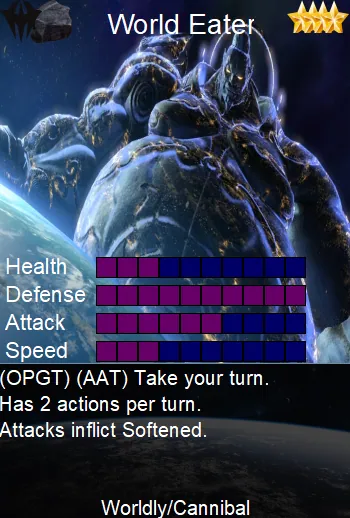 World Eater
Health
Defense
Attack
Speed
(OPGT) (AAT) Take your turn.
Has 2 actions per turn.
Attacks inflict Softened.
Worldly/Cannibal